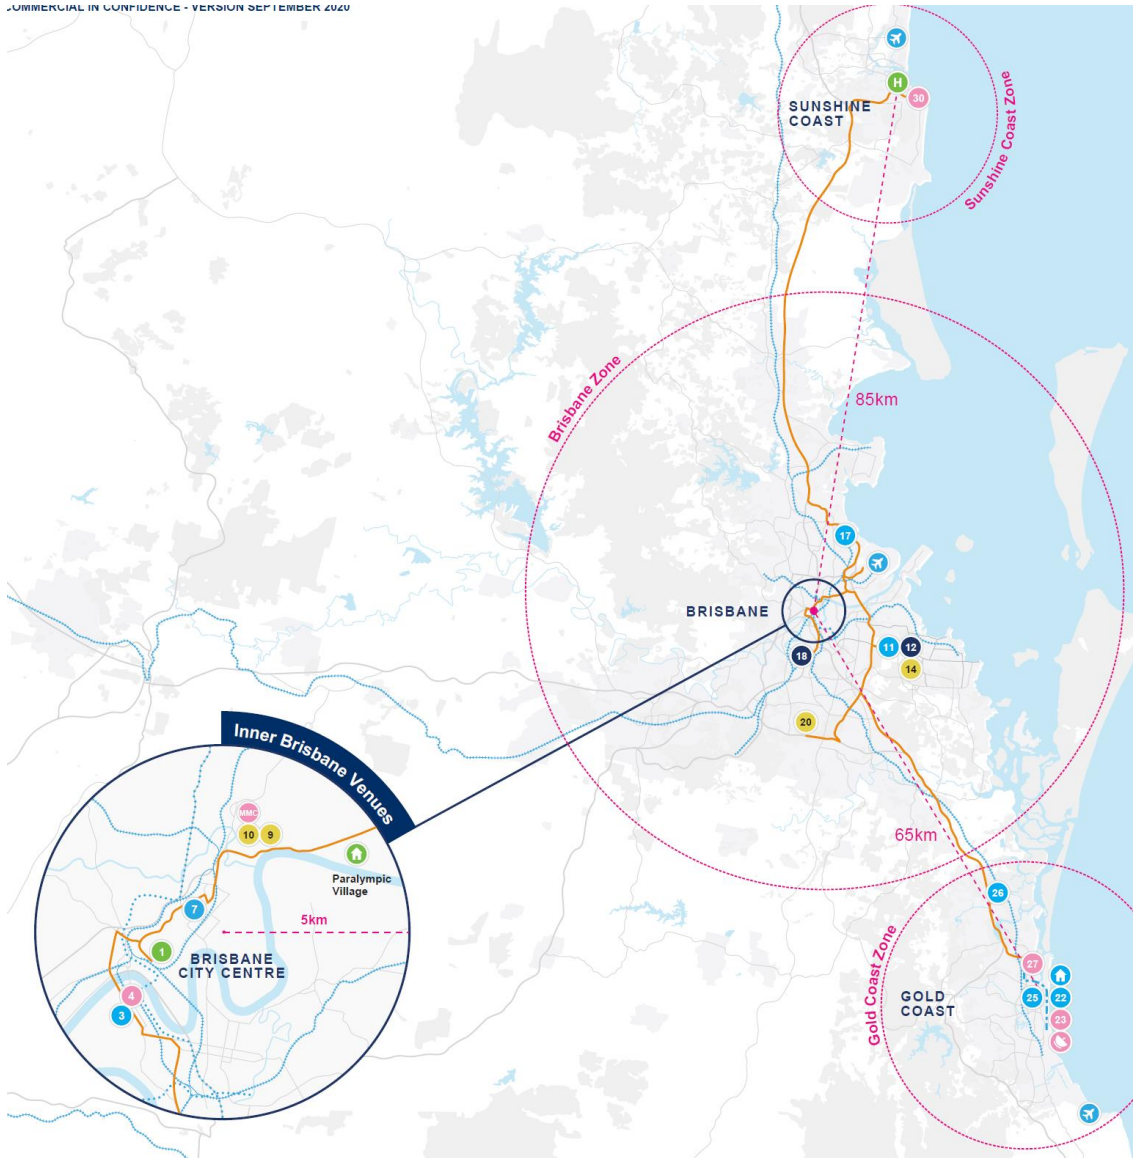 COMMERCIAL IN CONFIDENCE - VERSION SEPTEMBER 2020
H
30
SUNSHINE
COAST
Sunshine Coast Zone
Brisbane Zone
85km
17
BRISBANE
11
12
18
14
20
Inner Brisbane Venues
MMC
10
9
Paralympic
Village
7
5km
1
BRISBANE
CITY CENTRE
4
3
65km
26
Gold Coast Zone
27
GOLD
COAST
25
22
23